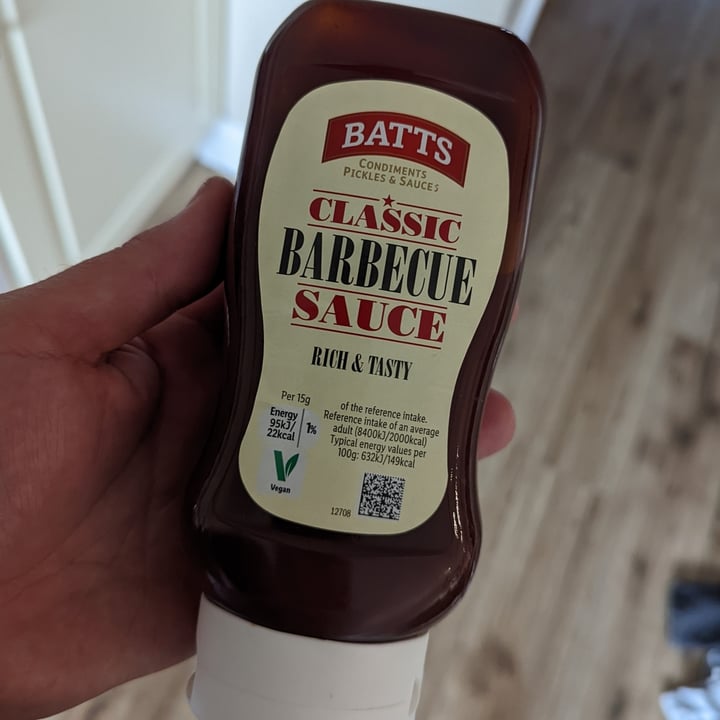 BATTS
CONDIMENTS
PICKLES & SAUCES
CLASSIC
BARBECUE
SAUCE
RICH & TASTY
Per 15g
Energy
95kJ/
22kcal
1%
of the reference intake.
Reference intake of an average
adult (8400kJ/2000kcal)
Typical energy values per
100g: 632kJ/149kcal
Vegan
12708